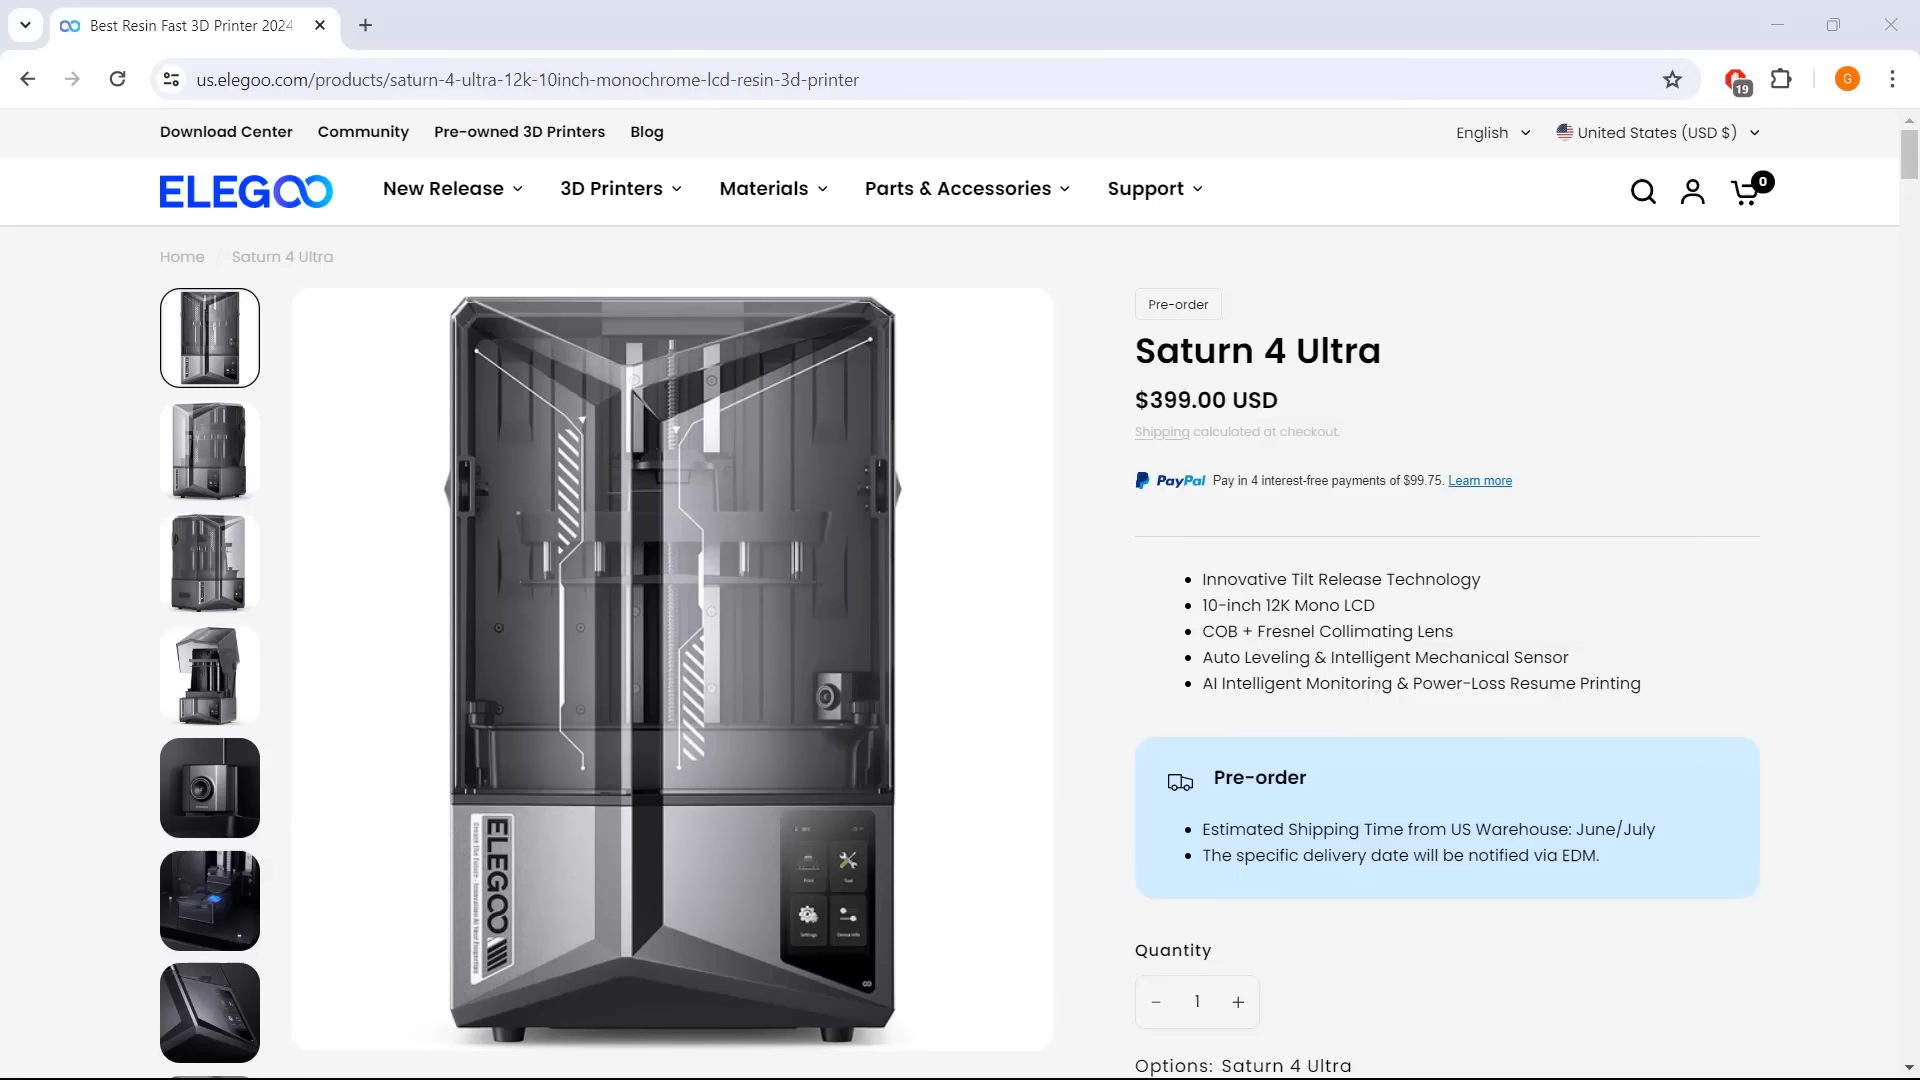 Best Resin Fast 3D Printer 2024
us.elegoo.com/products/saturn-4-ultra-12k-10inch-monochrome-lcd-resin-3d-printer
19
G
Download Center Community Pre-owned 3D Printers Blog
English United States (USD $)
ELEGOO New Release 3D Printers Materials Parts & Accessories Support 0
Home / Saturn 4 Ultra
Pre-order
Saturn 4 Ultra
$399.00 USD
Shipping calculated at checkout.
PayPal Pay in 4 interest-free payments of $99.75. Learn more
• Innovative Tilt Release Technology
• 10-inch 12K Mono LCD
• COB + Fresnel Collimating Lens
• Auto Leveling & Intelligent Mechanical Sensor
• AI Intelligent Monitoring & Power-Loss Resume Printing
Pre-order
• Estimated Shipping Time from US Warehouse: June/July
• The specific delivery date will be notified via EDM.
Quantity
- 1 +
Options: Saturn 4 Ultra
ELEGOO
Print Tool
Settings Device Info